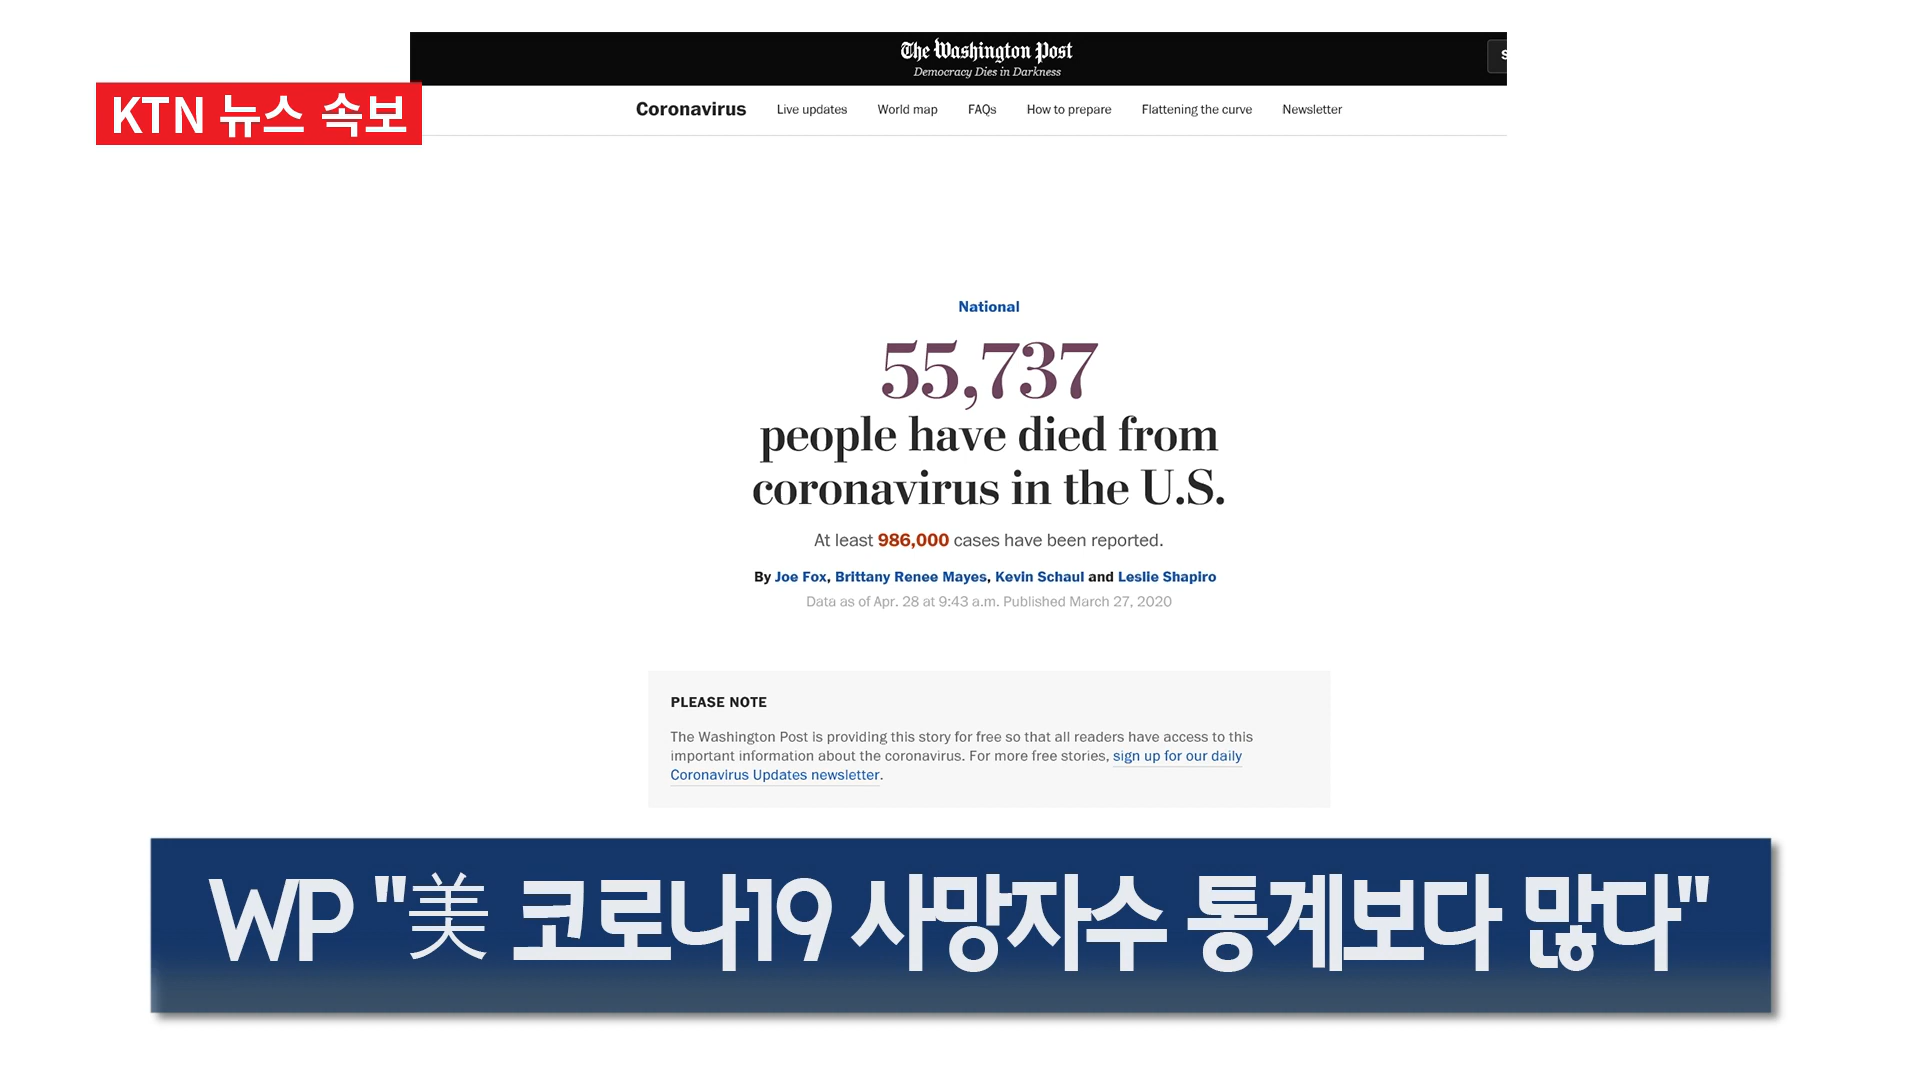 The Washington Post
Democracy Dies in Darkness
S
KTN 뉴스 속보
Coronavirus Live updates World map FAQs How to prepare Flattening the curve Newsletter
National
55,737
people have died from
coronavirus in the U.S.
At least 986,000 cases have been reported.
By Joe Fox, Brittany Renee Mayes, Kevin Schaul and Leslie Shapiro
Data as of Apr. 28 at 9:43 a.m. Published March 27, 2020
PLEASE NOTE
The Washington Post is providing this story for free so that all readers have access to this
important information about the coronavirus. For more free stories, sign up for our daily
Coronavirus Updates newsletter.
WP "美 코로나19 사망자수 통계보다 많다"